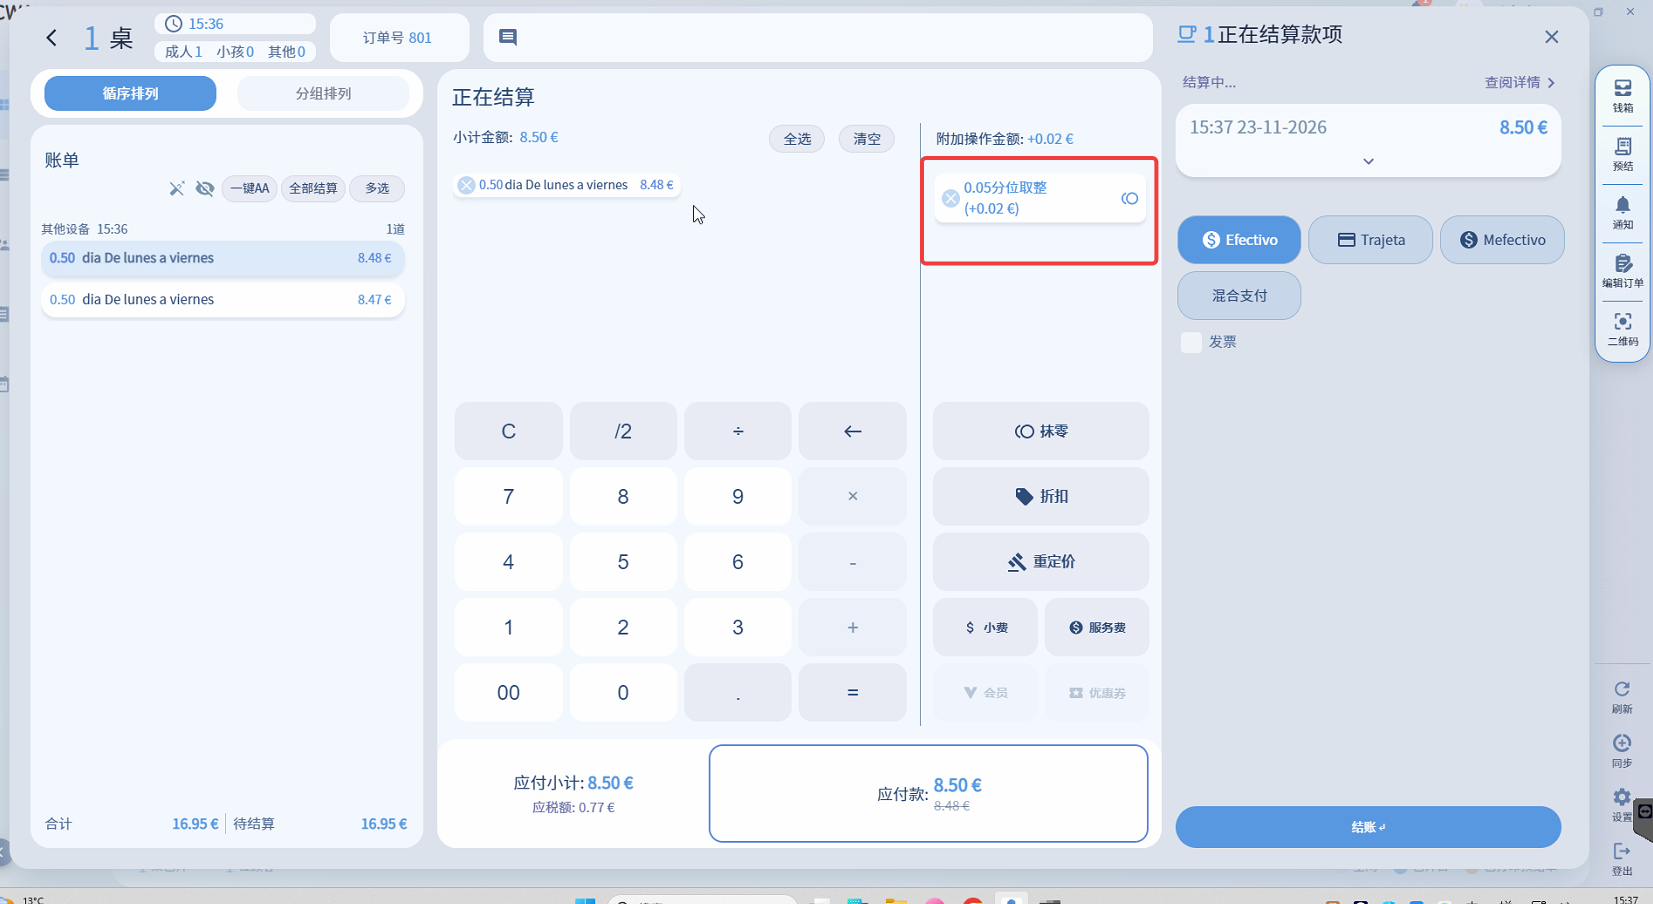 1 桌
15:36
成人1 小孩0 其他0
订单号 801
循序排列
分组排列
账单
一键AA
全部结算
多选
其他设备 15:36
1道
0.50 dia De lunes a viernes 8.48 €
0.50 dia De lunes a viernes 8.47 €
合计 16.95 €
待结算 16.95 €
正在结算
小计金额: 8.50 €
全选
清空
0.50 dia De lunes a viernes 8.48 €
附加操作金额: +0.02 €
0.05分位取整
(+0.02 €)
C /2 ÷ ←
7 8 9 ×
4 5 6 -
1 2 3 +
00 0 . =
抹零
折扣
重定价
$ 小费
服务费
会员
优惠券
应付小计: 8.50 €
应税额: 0.77 €
应付款: 8.50 €
8.48 €
1正在结算款项
结算中...
查阅详情
15:37 23-11-2026
8.50 €
Efectivo
Trajeta
Mefectivo
混合支付
发票
结账
钱箱
预结
通知
编辑订单
二维码
刷新
同步
设置
登出
13°C
15:37